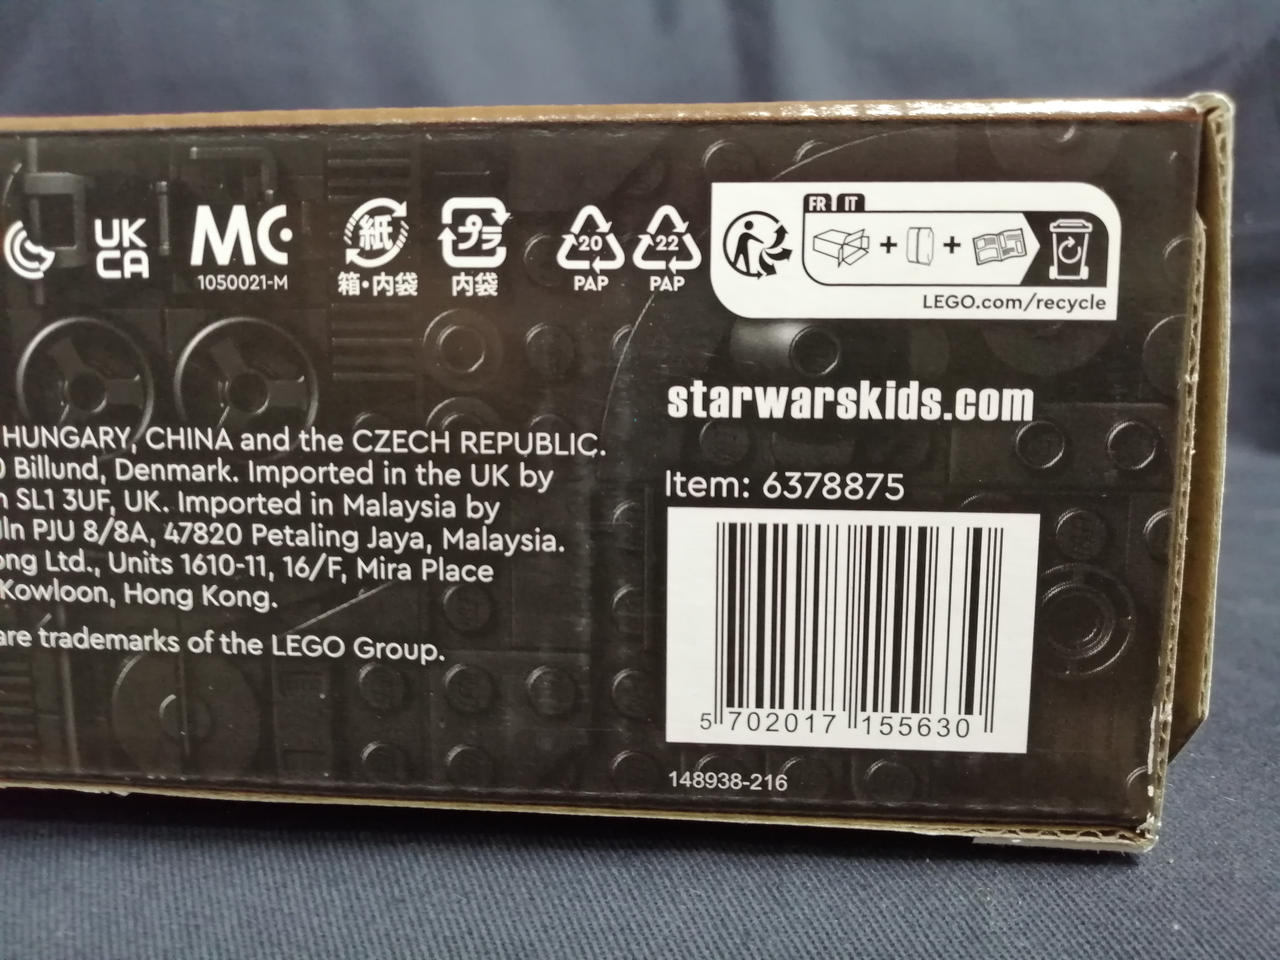 UK
CA
MC
1050021-M
紙
箱・内袋
プラ
内袋
20
PAP
22
PAP
FR IT
LEGO.com/recycle
starwarskids.com
HUNGARY, CHINA and the CZECH REPUBLIC.
Billund, Denmark. Imported in the UK by
SL1 3UF, UK. Imported in Malaysia by
PJU 8/8A, 47820 Petaling Jaya, Malaysia.
Ltd., Units 1610-11, 16/F, Mira Place
Kowloon, Hong Kong.
are trademarks of the LEGO Group.
Item: 6378875
5 702017 155630
148938-216